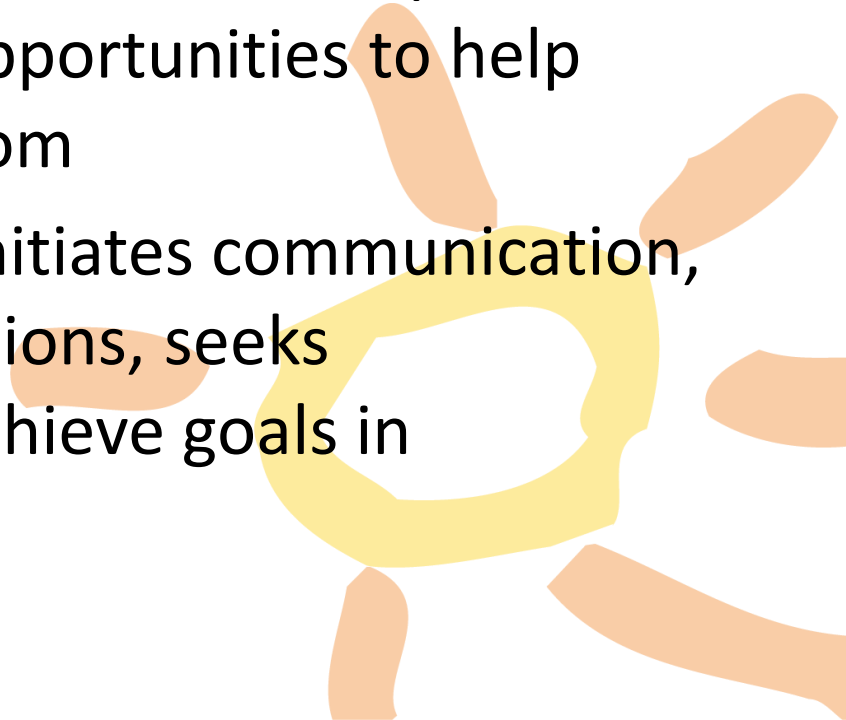 pportunities to help
om
nitiates communication,
ions, seeks
hieve goals in